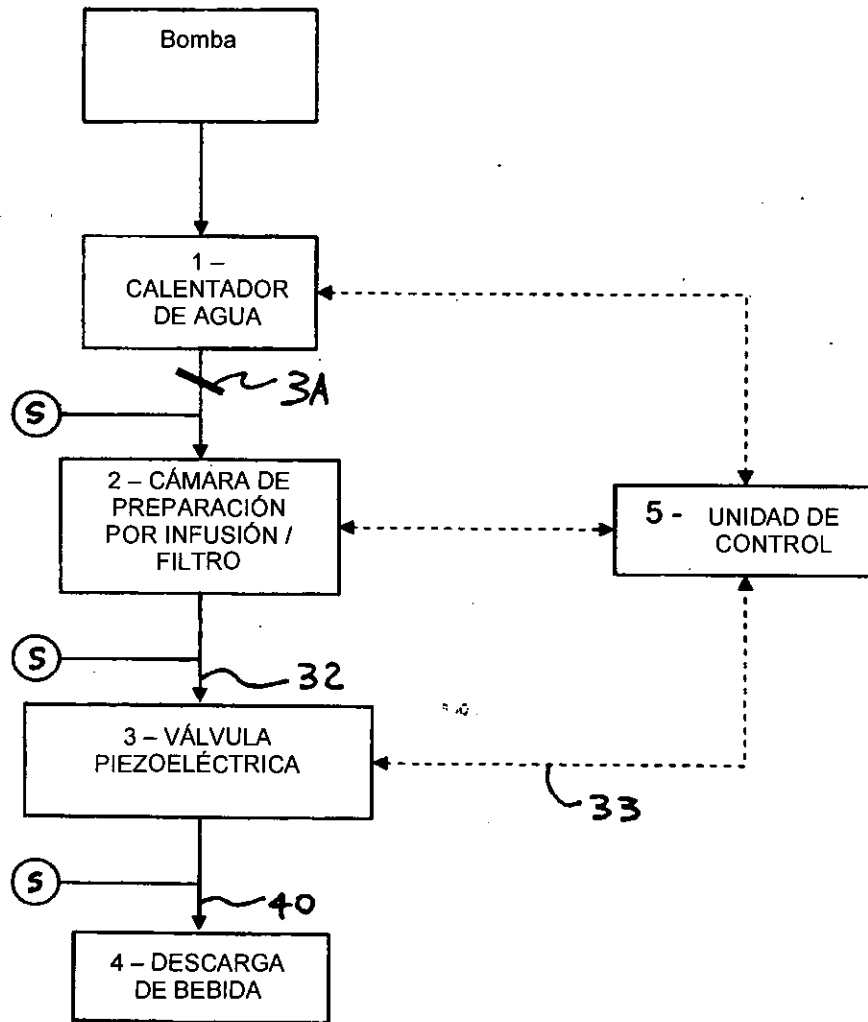 Bomba
1 –
CALENTADOR
DE AGUA
3A
S
2 – CÁMARA DE
PREPARACIÓN
POR INFUSIÓN /
FILTRO
5 - UNIDAD DE
CONTROL
S
32
3 – VÁLVULA
PIEZOELÉCTRICA
33
S
40
4 – DESCARGA
DE BEBIDA